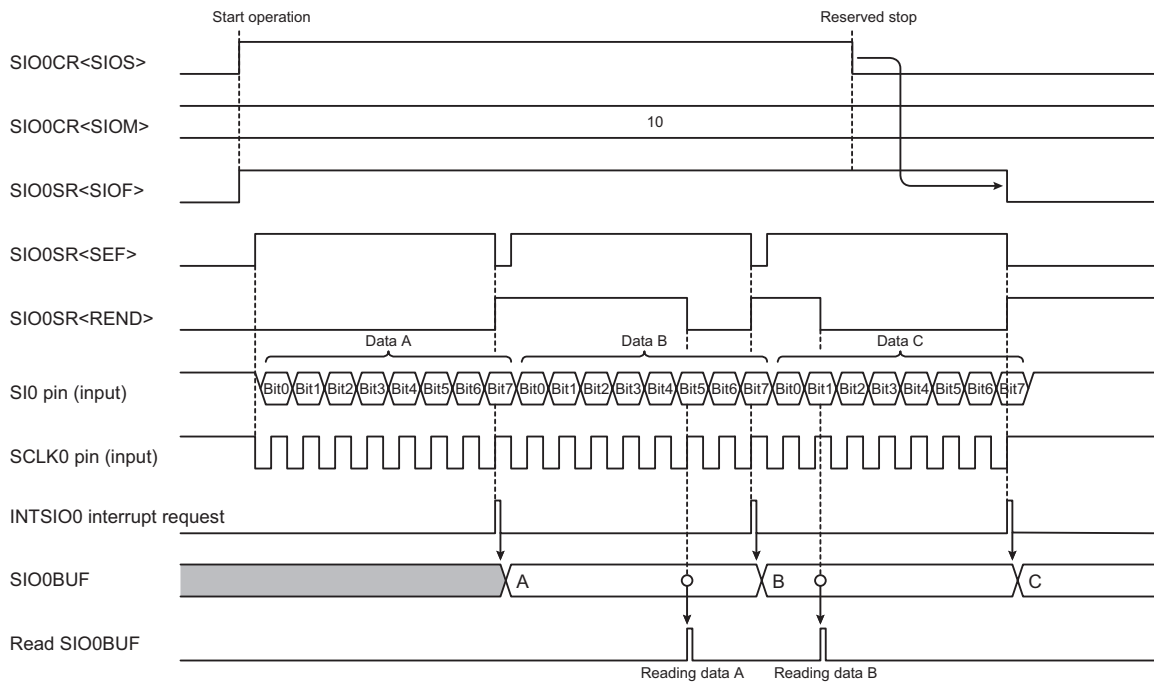 Start operation Reserved stop
SIO0CR<SIOS>
SIO0CR<SIOM> 10
SIO0SR<SIOF>
SIO0SR<SEF>
SIO0SR<REND>
Data A Data B Data C
SI0 pin (input) Bit0 Bit1 Bit2 Bit3 Bit4 Bit5 Bit6 Bit7 Bit0 Bit1 Bit2 Bit3 Bit4 Bit5 Bit6 Bit7 Bit0 Bit1 Bit2 Bit3 Bit4 Bit5 Bit6 Bit7
SCLK0 pin (input)
INTSIO0 interrupt request
SIO0BUF A B C
Read SIO0BUF
Reading data A Reading data B